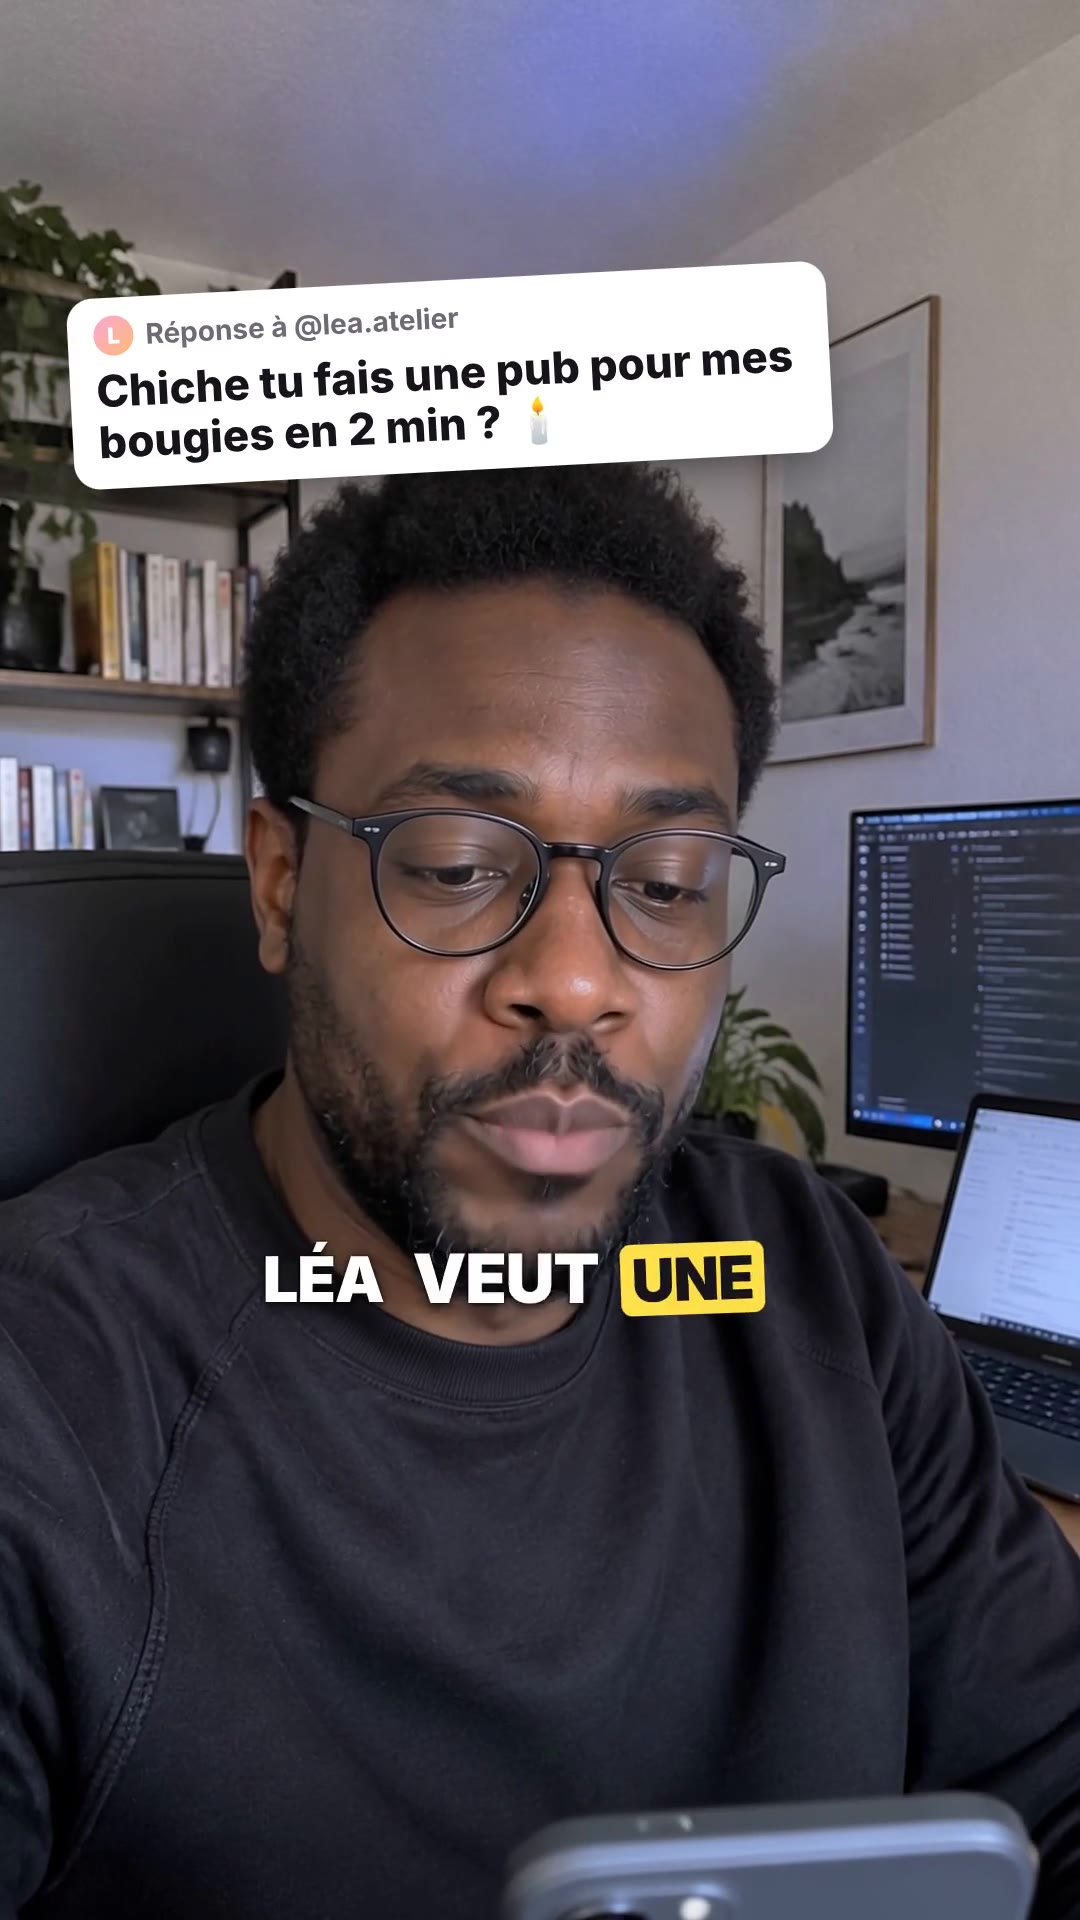 L Réponse à @lea.atelier
Chiche tu fais une pub pour mes
bougies en 2 min ? 🕯️
LÉA VEUT UNE